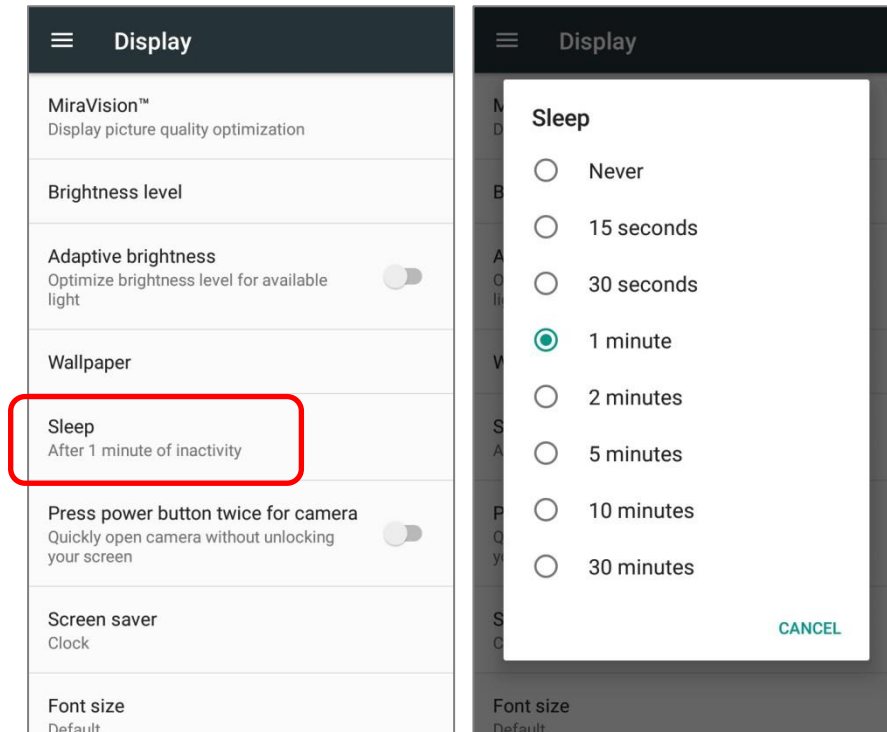 Display
MiraVision™
Display picture quality optimization
Brightness level
Adaptive brightness
Optimize brightness level for available
light
Wallpaper
Sleep
After 1 minute of inactivity
Press power button twice for camera
Quickly open camera without unlocking
your screen
Screen saver
Clock
Font size
Default
Display
Sleep
Never
15 seconds
30 seconds
1 minute
2 minutes
5 minutes
10 minutes
30 minutes
CANCEL
Font size
Default